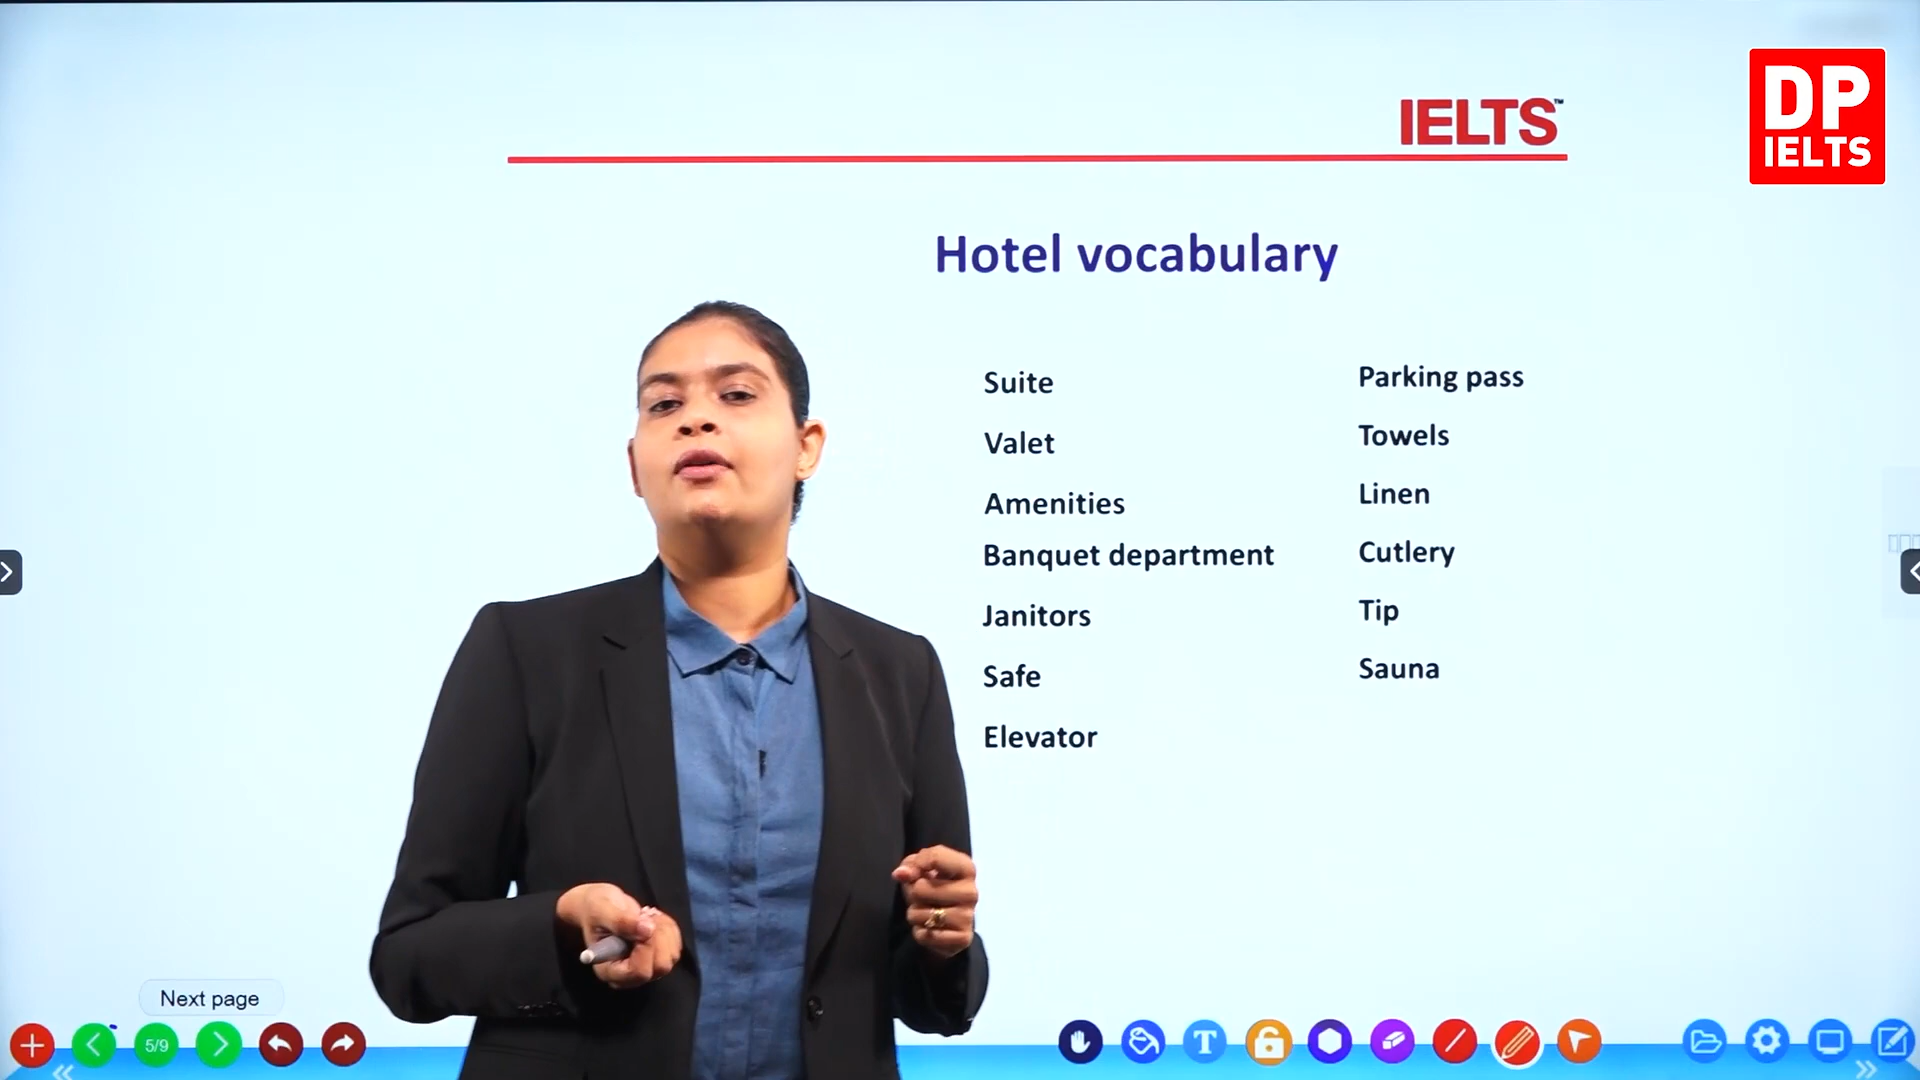 IELTS™
DP
IELTS
Hotel vocabulary
Suite
Valet
Amenities
Banquet department
Janitors
Safe
Elevator
Parking pass
Towels
Linen
Cutlery
Tip
Sauna
Next page
5/9
T